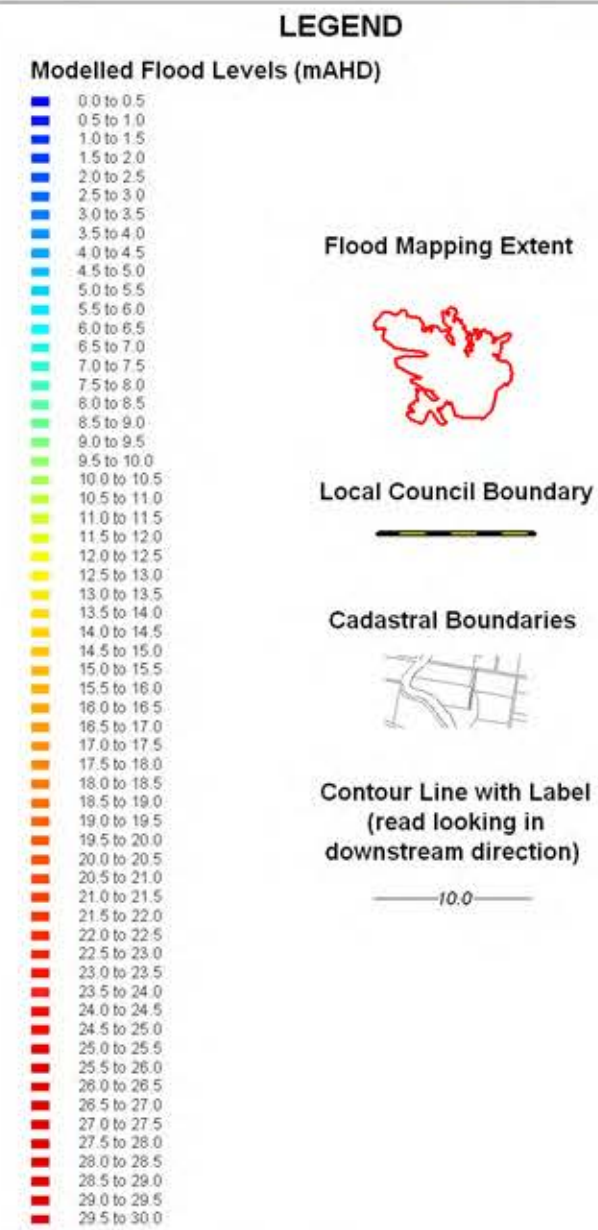 LEGEND
Modelled Flood Levels (mAHD)
0.0 to 0.5
0.5 to 1.0
1.0 to 1.5
1.5 to 2.0
2.0 to 2.5
2.5 to 3.0
3.0 to 3.5
3.5 to 4.0
4.0 to 4.5
4.5 to 5.0
5.0 to 5.5
5.5 to 6.0
6.0 to 6.5
6.5 to 7.0
7.0 to 7.5
7.5 to 8.0
8.0 to 8.5
8.5 to 9.0
9.0 to 9.5
9.5 to 10.0
10.0 to 10.5
10.5 to 11.0
11.0 to 11.5
11.5 to 12.0
12.0 to 12.5
12.5 to 13.0
13.0 to 13.5
13.5 to 14.0
14.0 to 14.5
14.5 to 15.0
15.0 to 15.5
15.5 to 16.0
16.0 to 16.5
16.5 to 17.0
17.0 to 17.5
17.5 to 18.0
18.0 to 18.5
18.5 to 19.0
19.0 to 19.5
19.5 to 20.0
20.0 to 20.5
20.5 to 21.0
21.0 to 21.5
21.5 to 22.0
22.0 to 22.5
22.5 to 23.0
23.0 to 23.5
23.5 to 24.0
24.0 to 24.5
24.5 to 25.0
25.0 to 25.5
25.5 to 26.0
26.0 to 26.5
26.5 to 27.0
27.0 to 27.5
27.5 to 28.0
28.0 to 28.5
28.5 to 29.0
29.0 to 29.5
29.5 to 30.0
Flood Mapping Extent
Local Council Boundary
Cadastral Boundaries
Contour Line with Label
(read looking in
downstream direction)
10.0